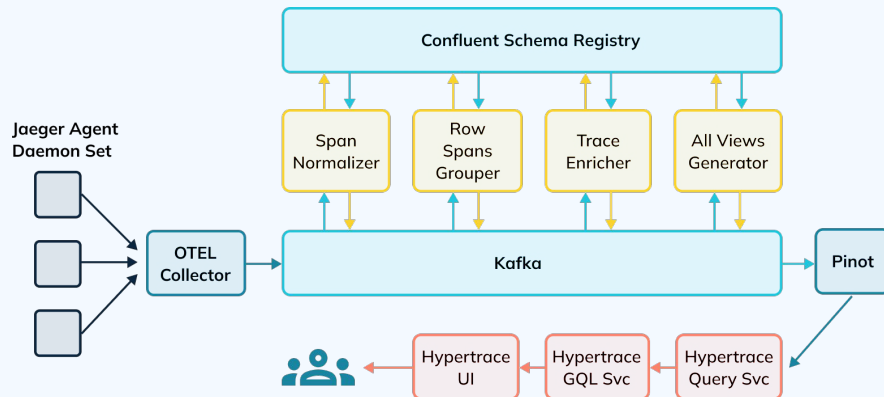 Confluent Schema Registry
Jaeger Agent
Daemon Set
Span
Normalizer
Row
Spans
Grouper
Trace
Enricher
All Views
Generator
OTEL
Collector
Kafka
Pinot
Hypertrace
UI
Hypertrace
GQL Svc
Hypertrace
Query Svc